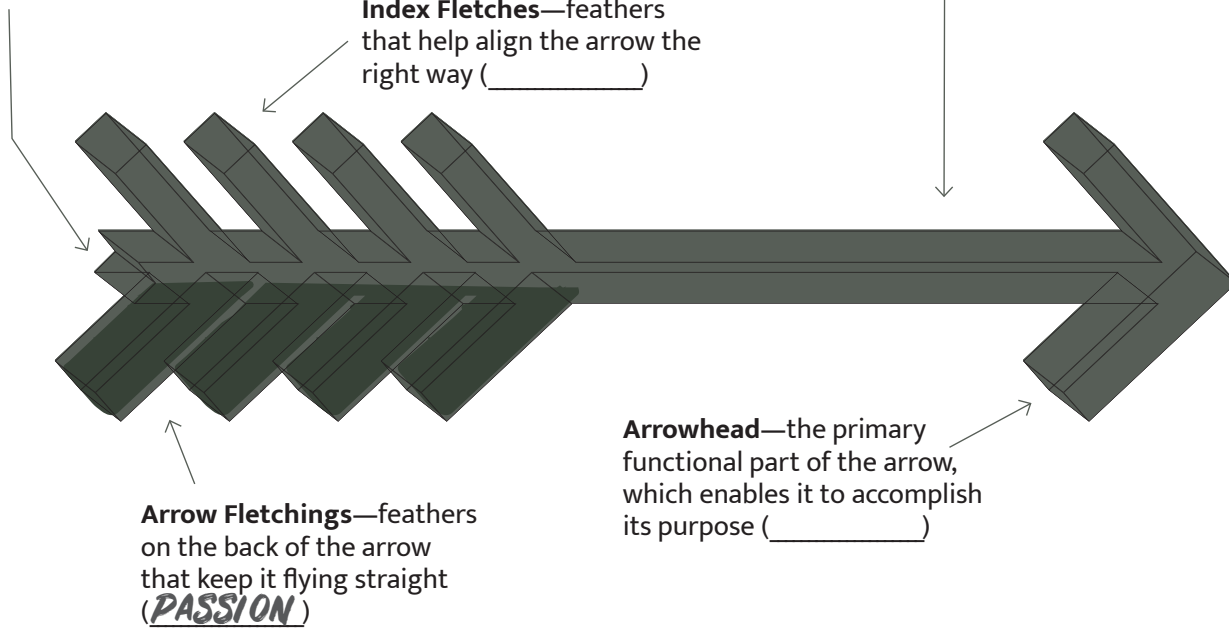 Index Fletches—feathers
that help align the arrow the
right way (____________)
Arrowhead—the primary
functional part of the arrow,
which enables it to accomplish
its purpose (____________)
Arrow Fletchings—feathers
on the back of the arrow
that keep it flying straight
(PASSION)